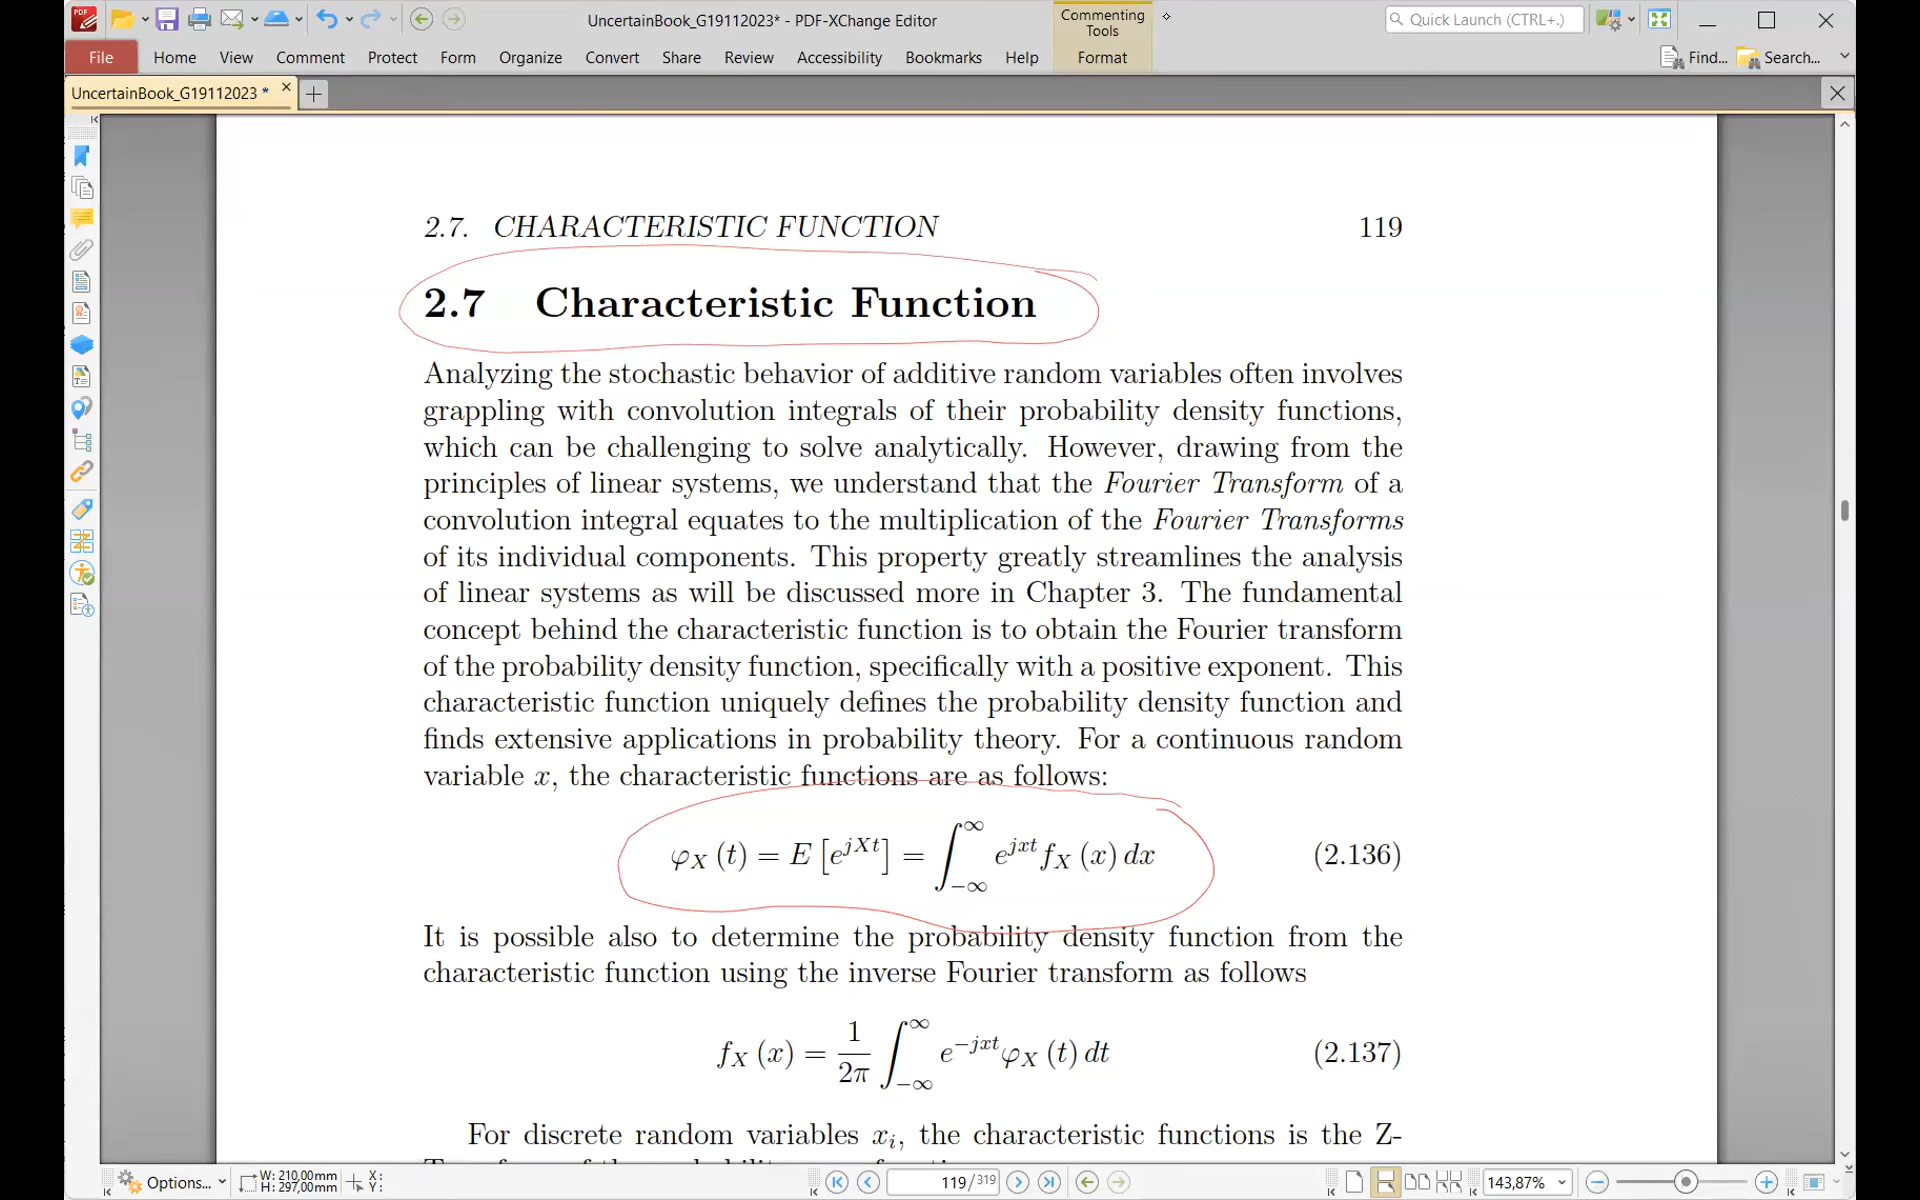 UncertainBook_G19112023* - PDF-XChange Editor
Commenting
Tools
Quick Launch (CTRL+.)
File Home View Comment Protect Form Organize Convert Share Review Accessibility Bookmarks Help Format Find... Search...
UncertainBook_G19112023 *
2.7. CHARACTERISTIC FUNCTION 119
2.7 Characteristic Function
Analyzing the stochastic behavior of additive random variables often involves
grappling with convolution integrals of their probability density functions,
which can be challenging to solve analytically. However, drawing from the
principles of linear systems, we understand that the Fourier Transform of a
convolution integral equates to the multiplication of the Fourier Transforms
of its individual components. This property greatly streamlines the analysis
of linear systems as will be discussed more in Chapter 3. The fundamental
concept behind the characteristic function is to obtain the Fourier transform
of the probability density function, specifically with a positive exponent. This
characteristic function uniquely defines the probability density function and
finds extensive applications in probability theory. For a continuous random
variable x, the characteristic functions are as follows:
φ_X (t) = E [e^{jXt}] = ∫_{-∞}^{∞} e^{jxt} f_X (x) dx (2.136)
It is possible also to determine the probability density function from the
characteristic function using the inverse Fourier transform as follows
f_X (x) = \frac{1}{2π} ∫_{-∞}^{∞} e^{-jxt} φ_X (t) dt (2.137)
For discrete random variables x_i, the characteristic functions is the Z-
Options... W: 210,00mm H: 297,00mm X: Y: 119/319 143,87%